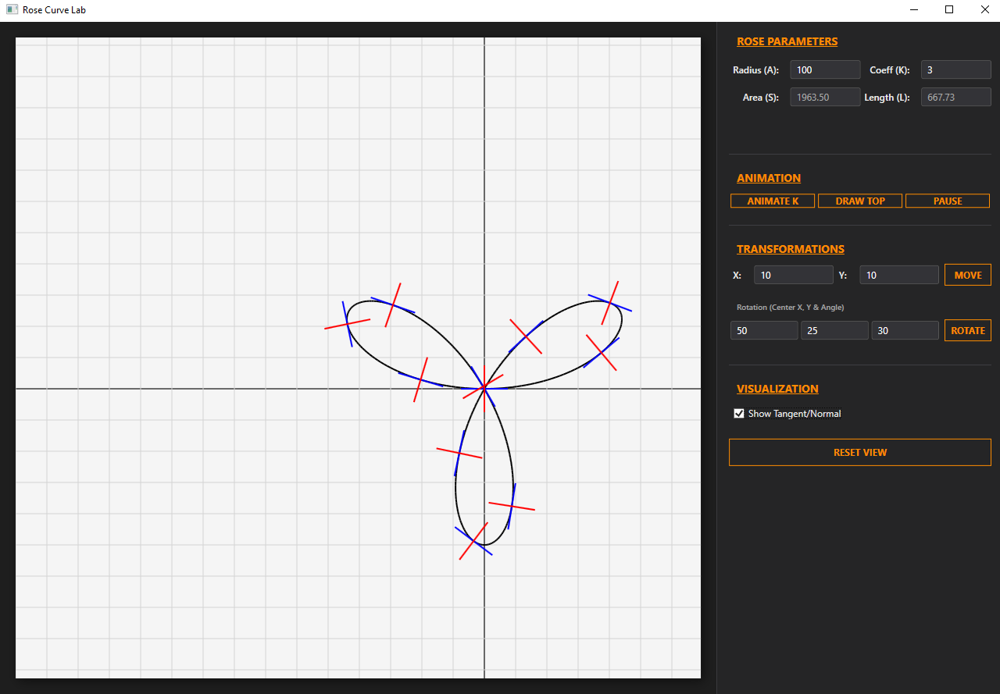 Rose Curve Lab
ROSE PARAMETERS
Radius (A): 100 Coeff (K): 3
Area (S): 1963.50 Length (L): 667.73
ANIMATION
ANIMATE K DRAW TOP PAUSE
TRANSFORMATIONS
X: 10 Y: 10 MOVE
Rotation (Center X, Y & Angle)
50 25 30 ROTATE
VISUALIZATION
Show Tangent/Normal
RESET VIEW